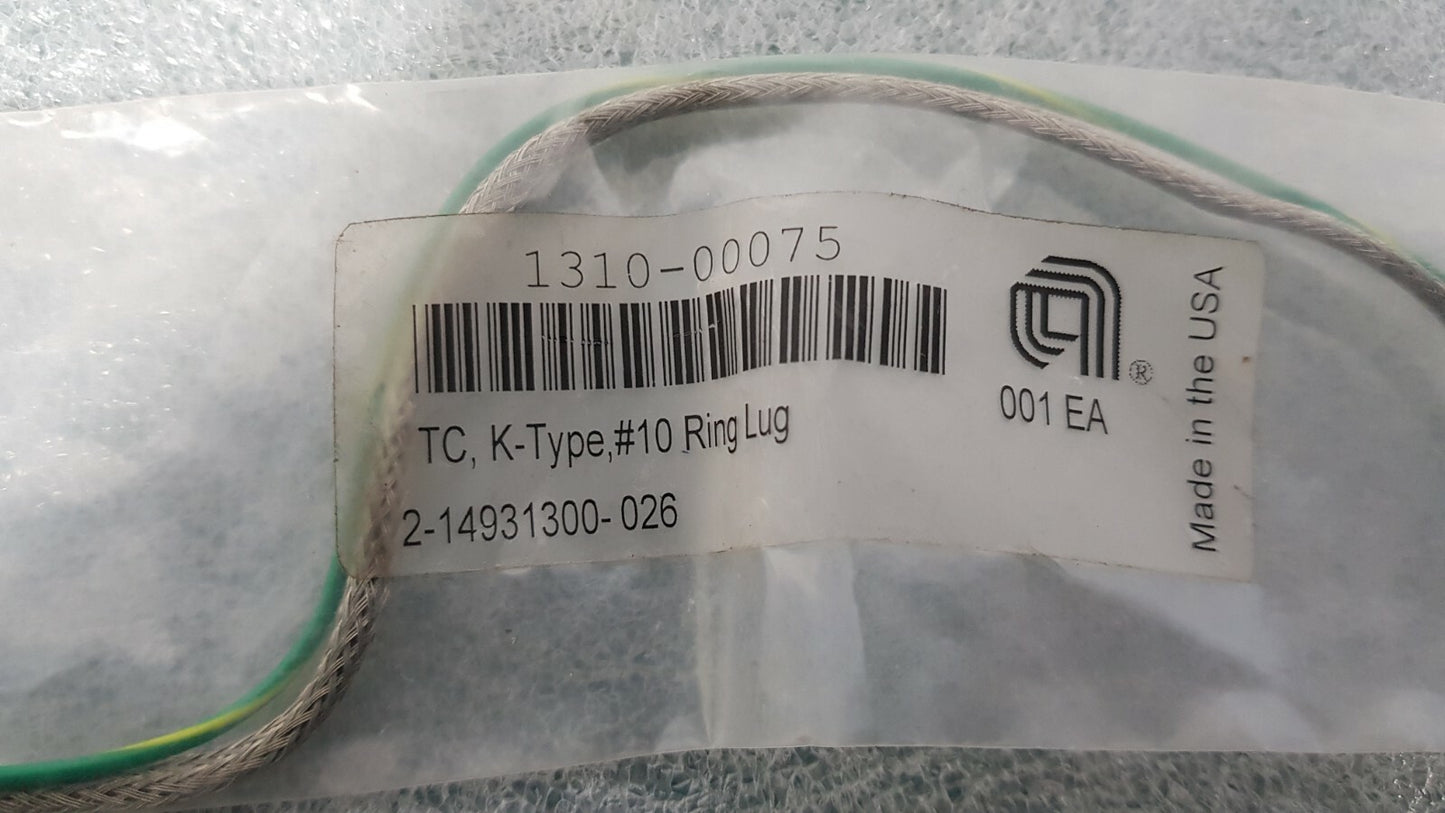 1310-00075
®
001 EA
TC, K-Type,#10 Ring Lug
2-14931300- 026
Made in the USA